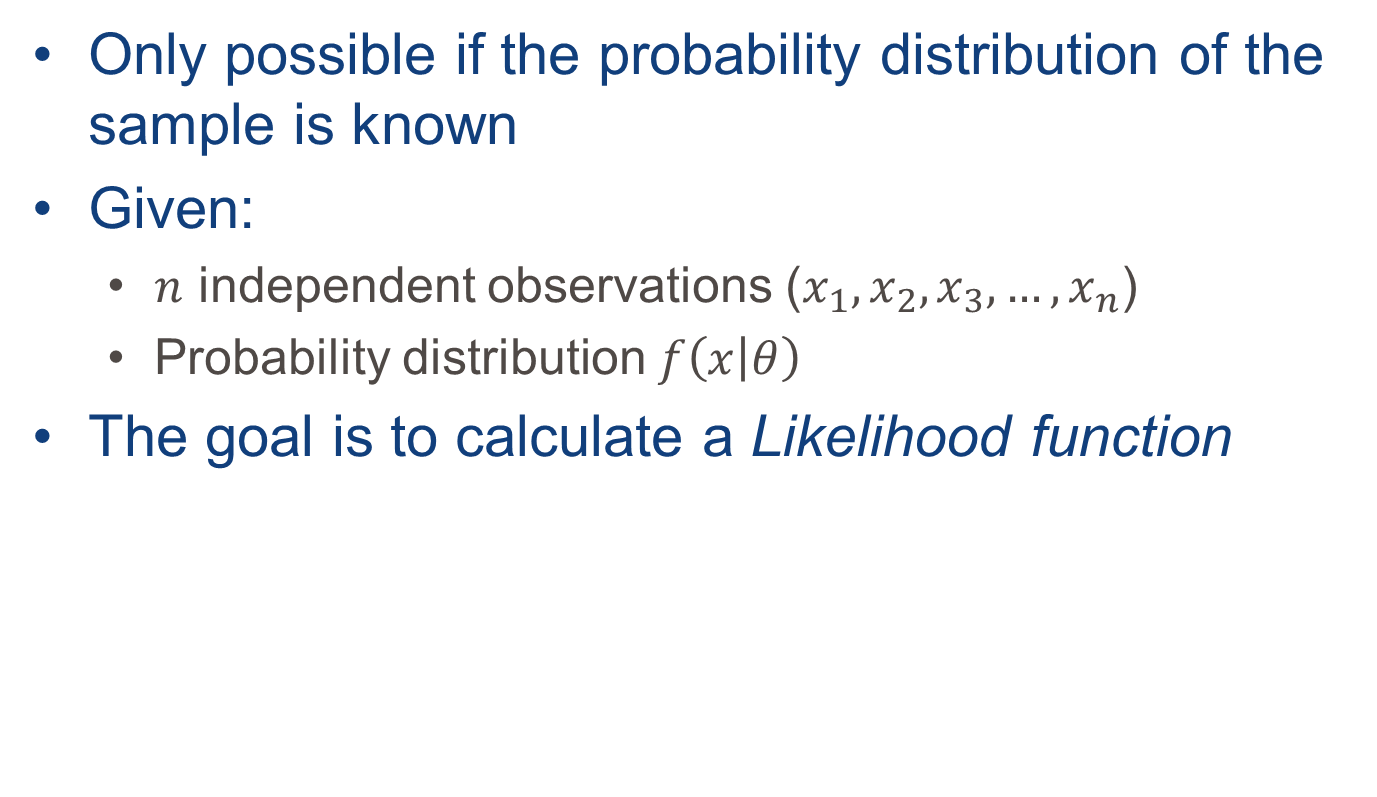 • Only possible if the probability distribution of the
sample is known
• Given:
• 𝑛 independent observations (𝑥₁, 𝑥₂, 𝑥₃, … , 𝑥ₙ)
• Probability distribution 𝑓(𝑥|𝜃)
• The goal is to calculate a Likelihood function